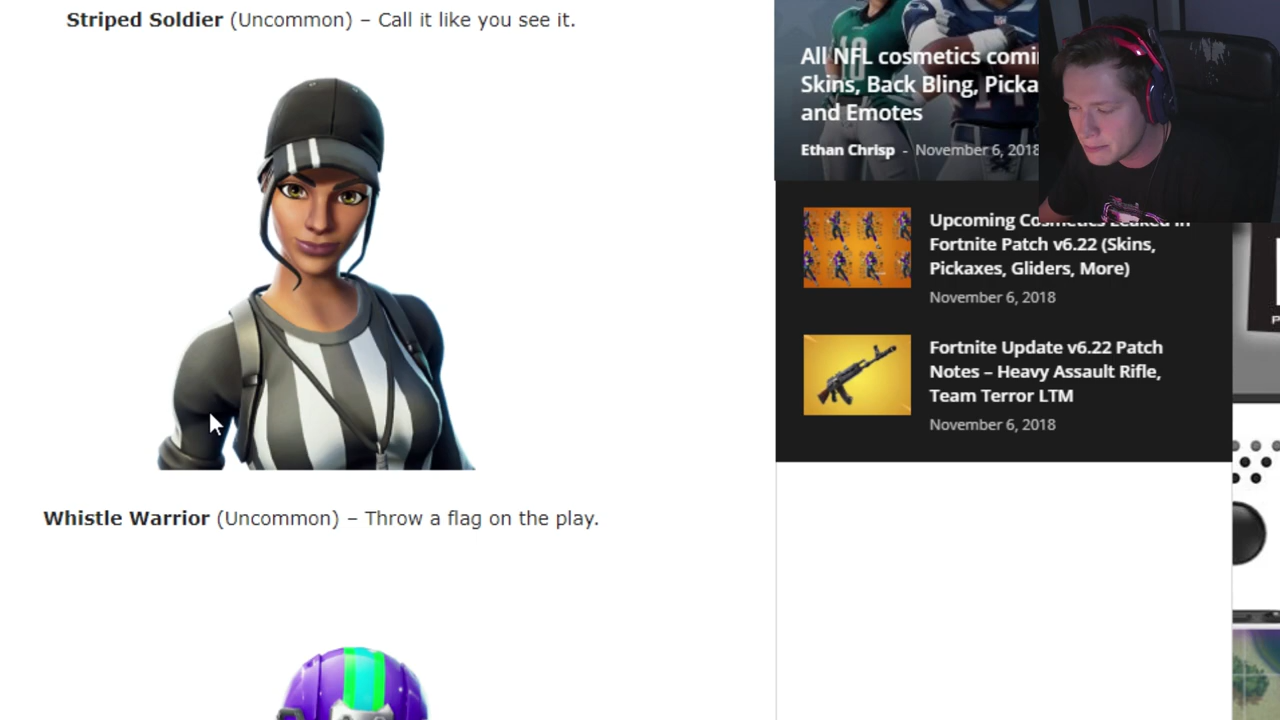 Striped Soldier (Uncommon) – Call it like you see it.
Whistle Warrior (Uncommon) – Throw a flag on the play.
All NFL cosmetics comi
Skins, Back Bling, Picka
and Emotes
Ethan Chrisp - November 6, 2018
Upcoming Cosmetics Leaked in
Fortnite Patch v6.22 (Skins,
Pickaxes, Gliders, More)
November 6, 2018
Fortnite Update v6.22 Patch
Notes – Heavy Assault Rifle,
Team Terror LTM
November 6, 2018